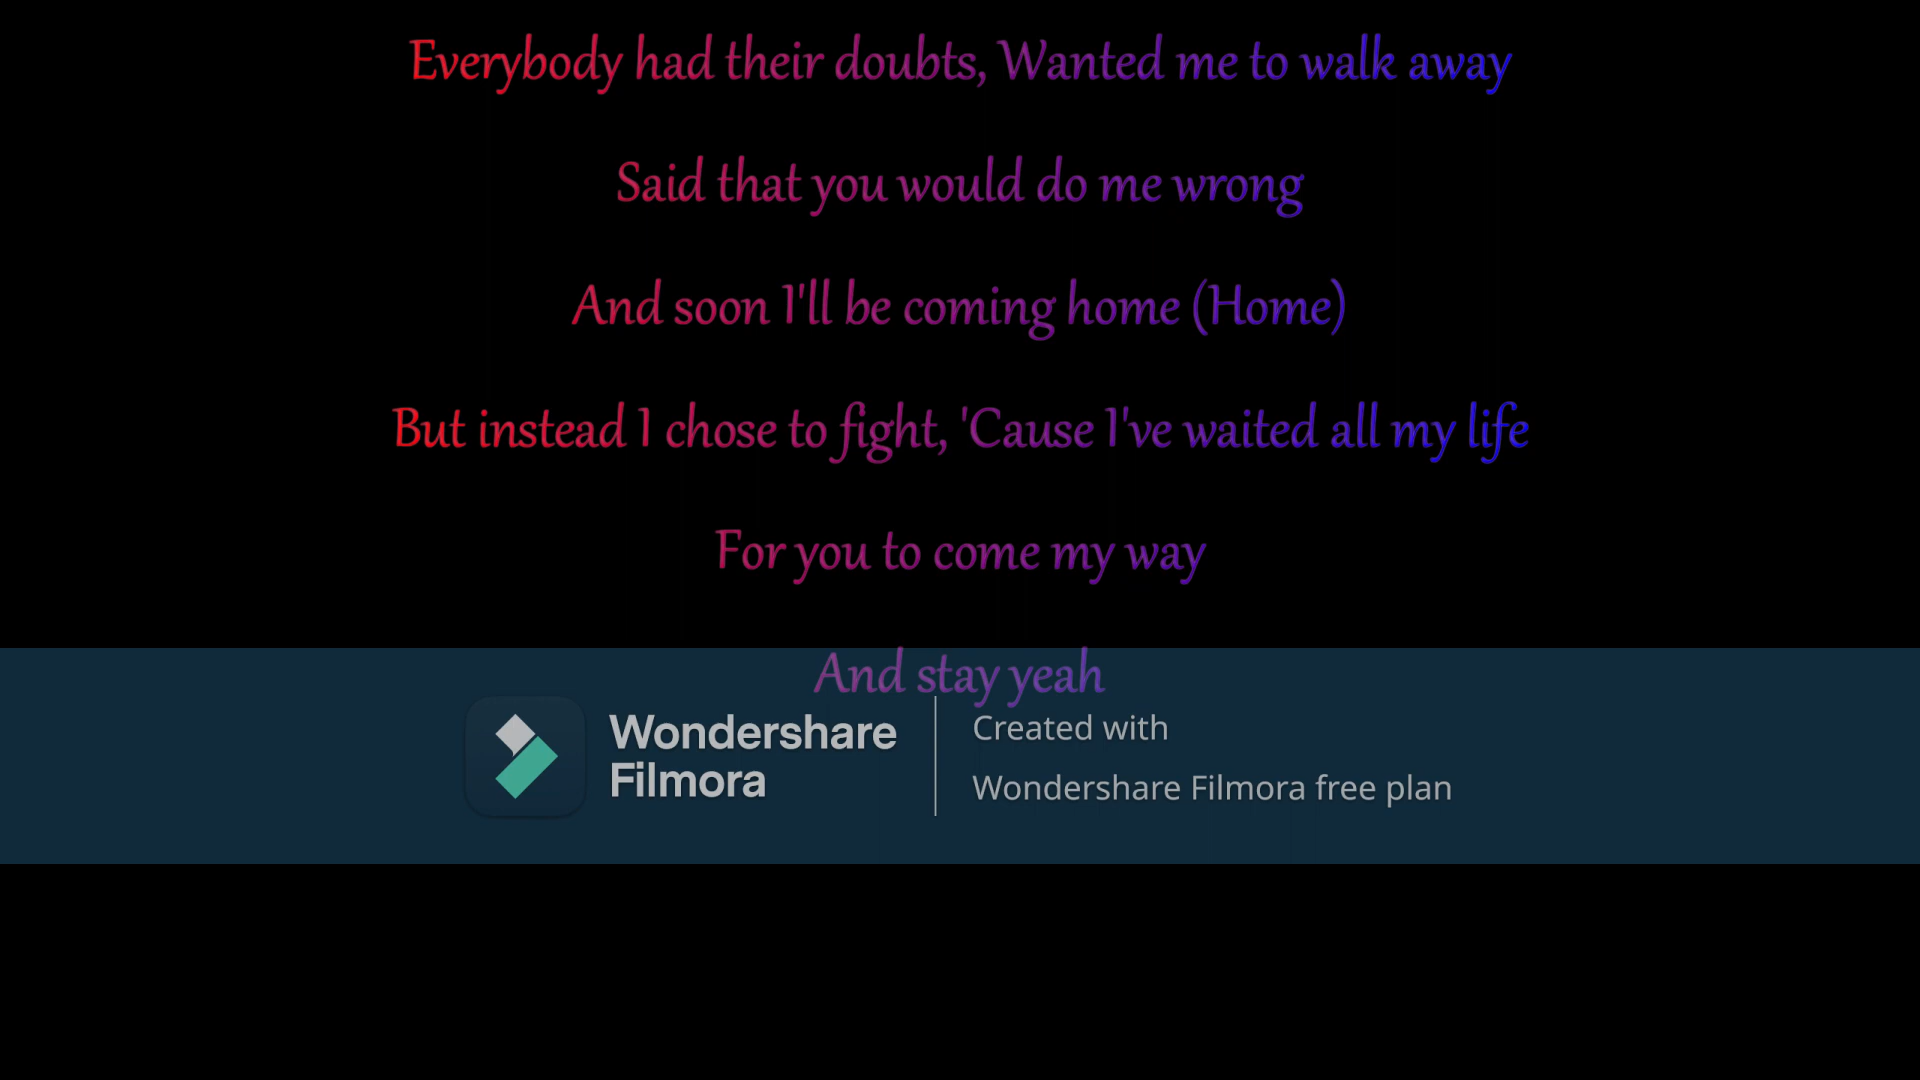 Everybody had their doubts, Wanted me to walk away
Said that you would do me wrong
And soon I'll be coming home (Home)
But instead I chose to fight, 'Cause I've waited all my life
For you to come my way
And stay yeah
Wondershare
Filmora
Created with
Wondershare Filmora free plan